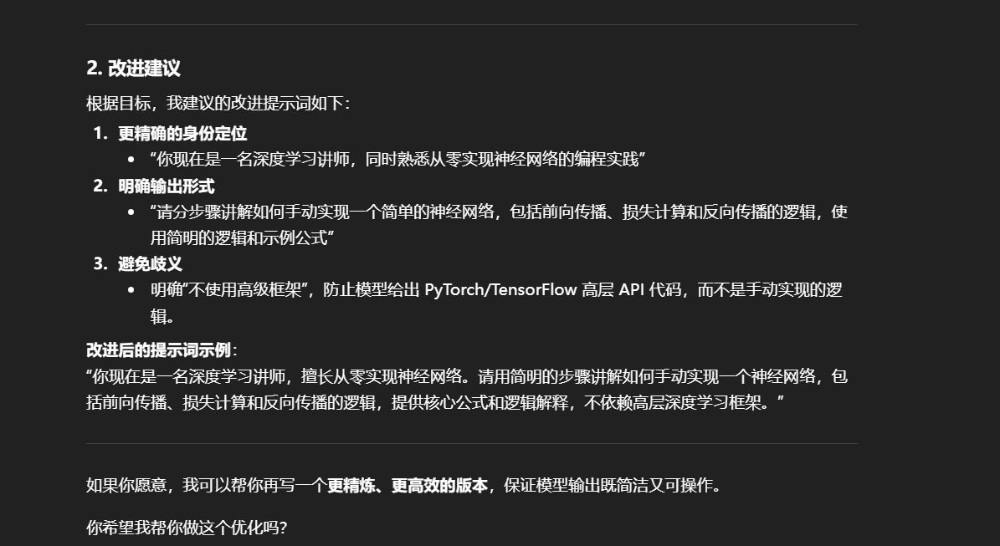 2. 改进建议
根据目标，我建议的改进提示词如下：
1. 更精确的身份定位
• “你现在是一名深度学习讲师，同时熟悉从零实现神经网络的编程实践”
2. 明确输出形式
• “请分步骤讲解如何手动实现一个简单的神经网络，包括前向传播、损失计算和反向传播的逻辑，使
用简明的逻辑和示例公式”
3. 避免歧义
• 明确“不使用高级框架”，防止模型给出 PyTorch/TensorFlow 高层 API 代码，而不是手动实现的逻
辑。
改进后的提示词示例：
“你现在是一名深度学习讲师，擅长从零实现神经网络。请用简明的步骤讲解如何手动实现一个神经网络，包
括前向传播、损失计算和反向传播的逻辑，提供核心公式和逻辑解释，不依赖高层深度学习框架。”
如果你愿意，我可以帮你再写一个更精炼、更高效的版本，保证模型输出既简洁又可操作。
你希望我帮你做这个优化吗？